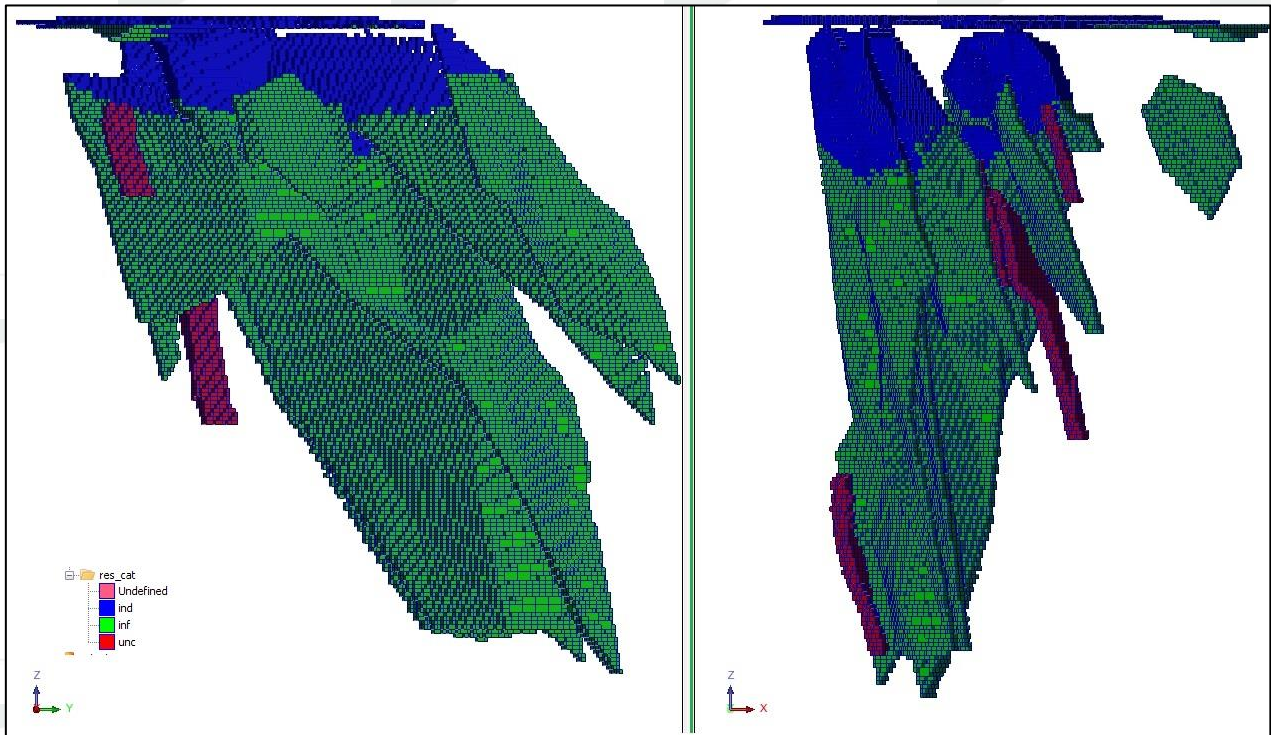 res_cat
Undefined
ind
inf
unc
Z
Y
Z
X